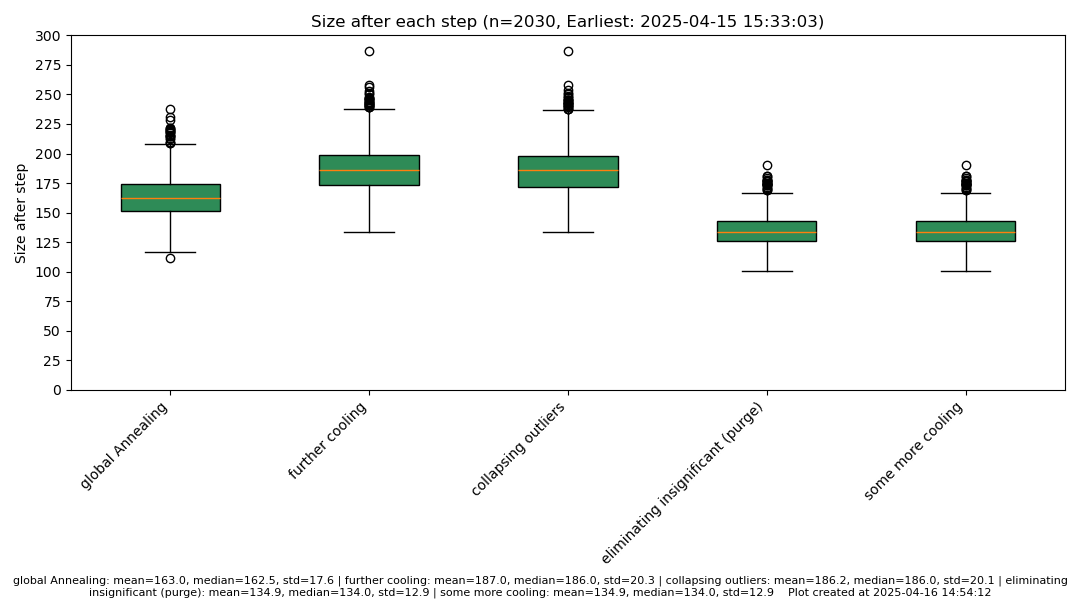 Size after each step (n=2030, Earliest: 2025-04-15 15:33:03)
Size after step
300
275
250
225
200
175
150
125
100
75
50
25
0
global Annealing
further cooling
collapsing outliers
eliminating insignificant (purge)
some more cooling
global Annealing: mean=163.0, median=162.5, std=17.6 | further cooling: mean=187.0, median=186.0, std=20.3 | collapsing outliers: mean=186.2, median=186.0, std=20.1 | eliminating
insignificant (purge): mean=134.9, median=134.0, std=12.9 | some more cooling: mean=134.9, median=134.0, std=12.9    Plot created at 2025-04-16 14:54:12